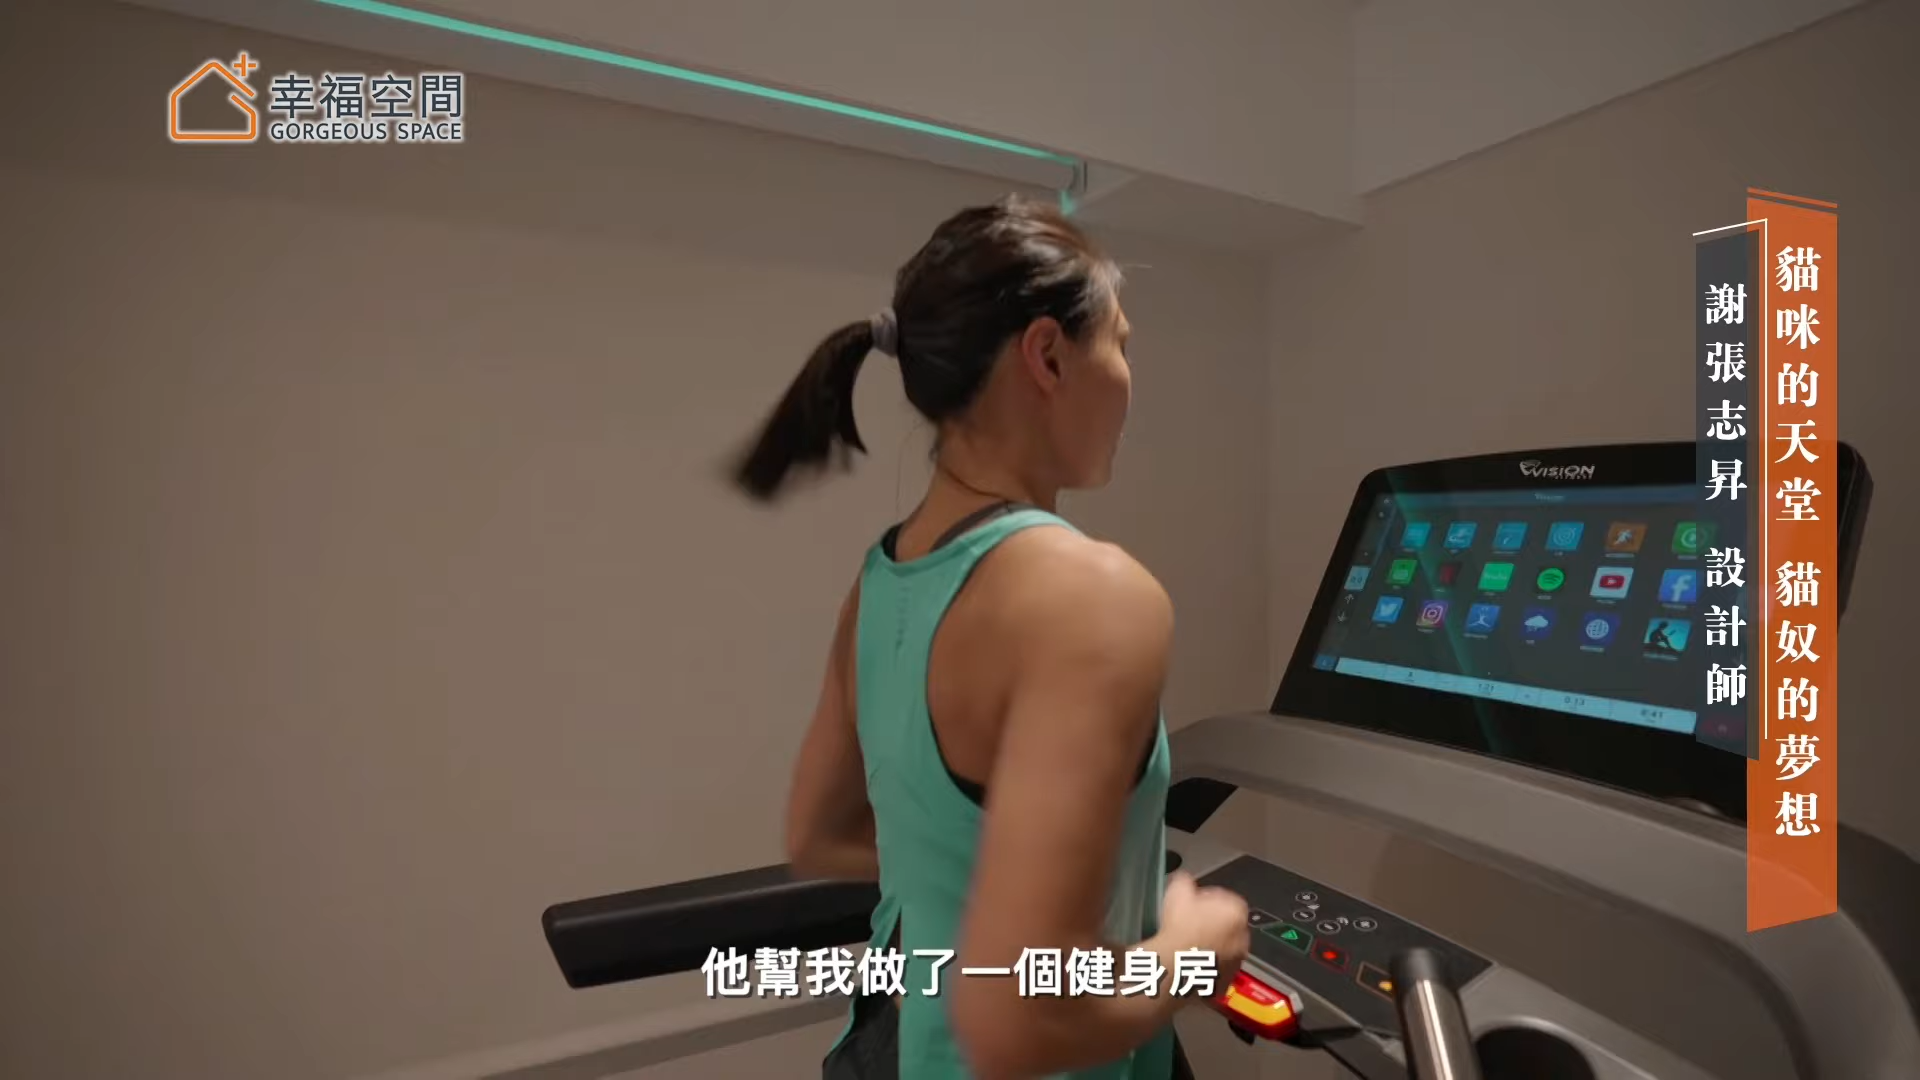 幸福空間
GORGEOUS SPACE
貓咪的天堂 貓奴的夢想
謝張志昇 設計師
VISION
FITNESS
他幫我做了一個健身房